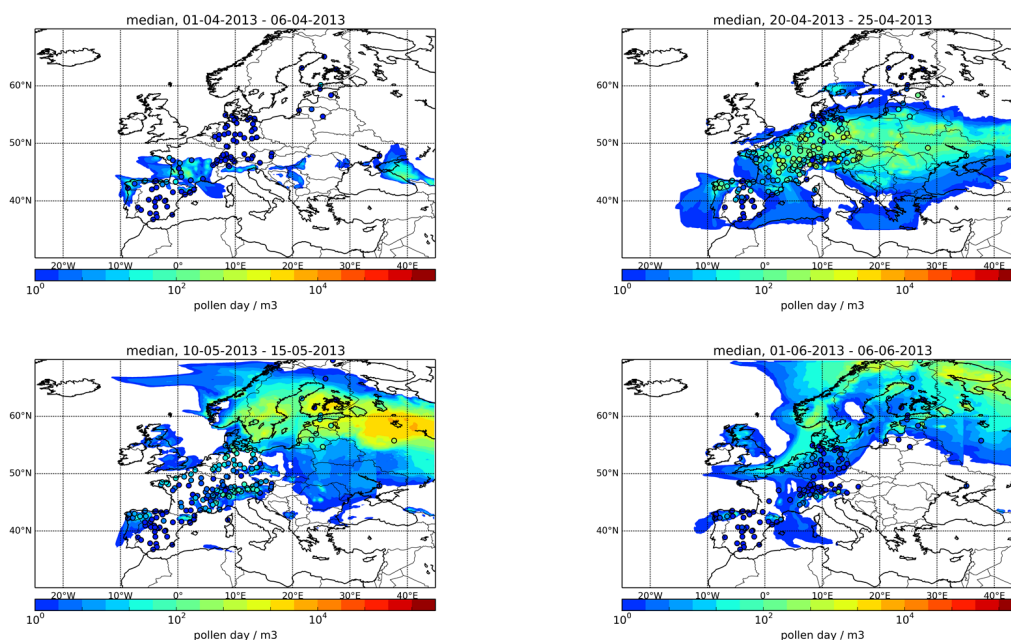 median, 01-04-2013 - 06-04-2013
60°N
50°N
40°N
20°W 10°W 0°E 10°E 20°E 30°E 40°E
10⁰ 10² 10⁴
pollen day / m3
median, 20-04-2013 - 25-04-2013
60°N
50°N
40°N
20°W 10°W 0°E 10°E 20°E 30°E 40°E
10⁰ 10² 10⁴
pollen day / m3
median, 10-05-2013 - 15-05-2013
60°N
50°N
40°N
20°W 10°W 0°E 10°E 20°E 30°E 40°E
10⁰ 10² 10⁴
pollen day / m3
median, 01-06-2013 - 06-06-2013
60°N
50°N
40°N
20°W 10°W 0°E 10°E 20°E 30°E 40°E
10⁰ 10² 10⁴
pollen day / m3